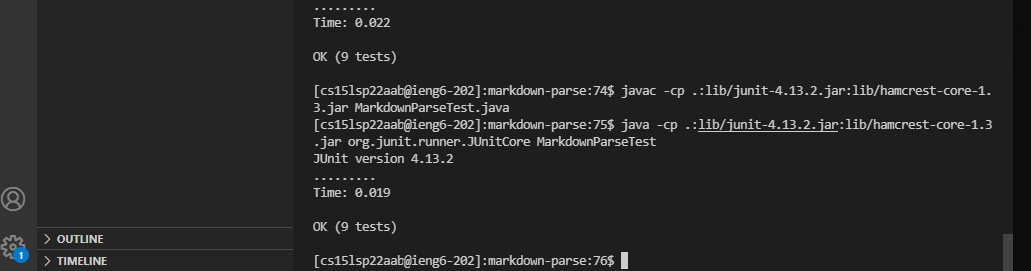 .........
Time: 0.022
OK (9 tests)
[cs15lsp22aab@ieng6-202]:markdown-parse:74$ javac -cp .:lib/junit-4.13.2.jar:lib/hamcrest-core-1.
3.jar MarkdownParseTest.java
[cs15lsp22aab@ieng6-202]:markdown-parse:75$ java -cp .:lib/junit-4.13.2.jar:lib/hamcrest-core-1.3
.jar org.junit.runner.JUnitCore MarkdownParseTest
JUnit version 4.13.2
.........
Time: 0.019
OK (9 tests)
[cs15lsp22aab@ieng6-202]:markdown-parse:76$
1
OUTLINE
TIMELINE